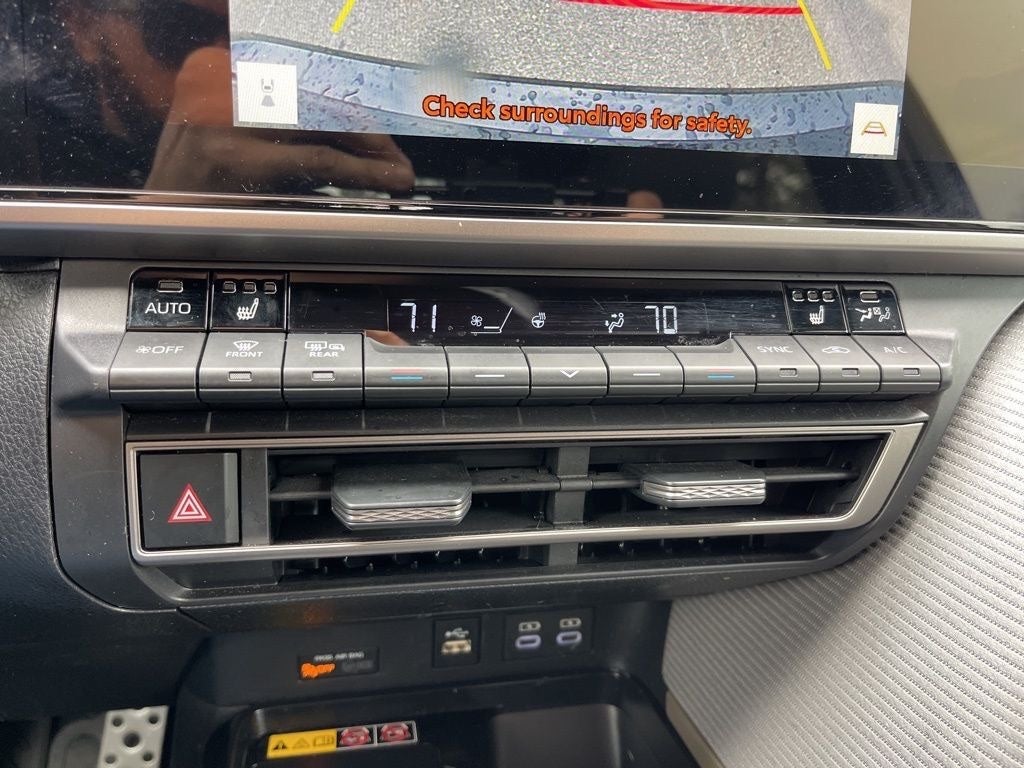 Check surroundings for safety.
AUTO
71
70
OFF
FRONT
REAR
SYNC
A/C